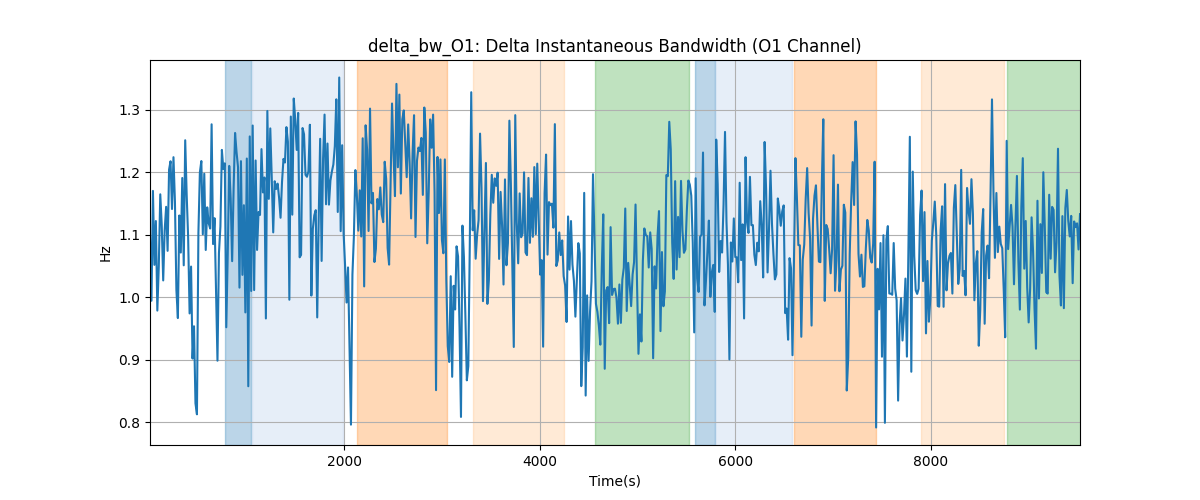 delta_bw_O1: Delta Instantaneous Bandwidth (O1 Channel)
1.3
1.2
1.1
1.0
0.9
0.8
Hz
2000 4000 6000 8000
Time(s)